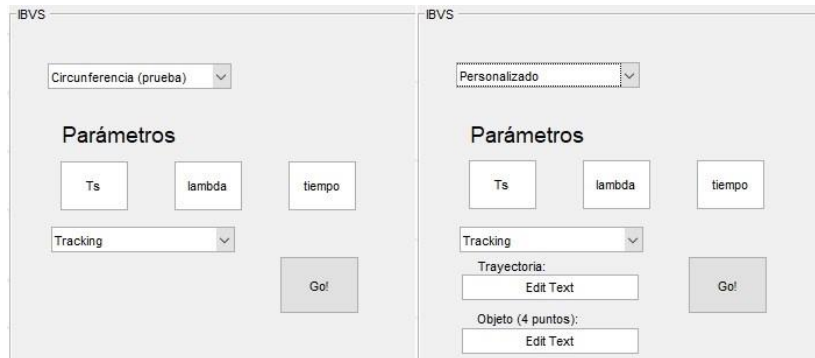 IBVS
Circunferencia (prueba)
Parámetros
Ts
lambda
tiempo
Tracking
Go!
IBVS
Personalizado
Parámetros
Ts
lambda
tiempo
Tracking
Trayectoria:
Edit Text
Go!
Objeto (4 puntos):
Edit Text